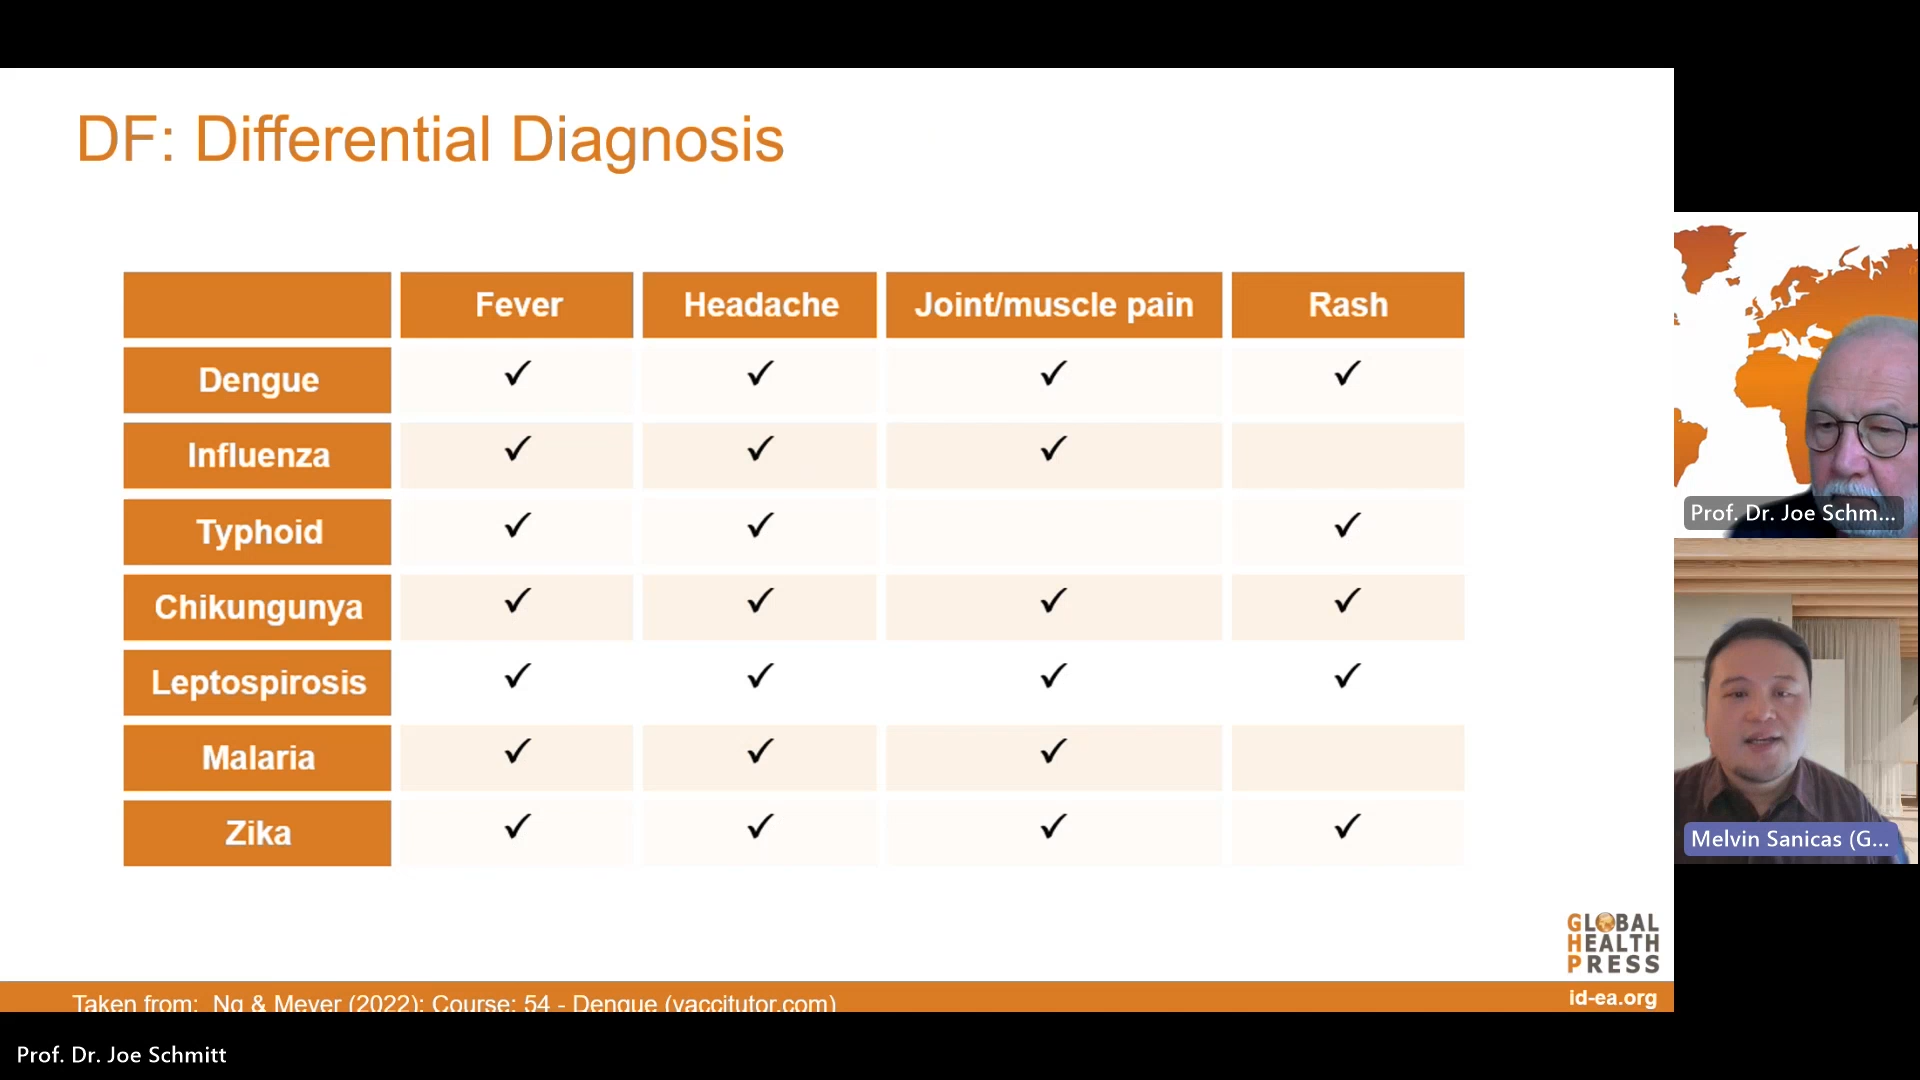 DF: Differential Diagnosis
Fever Headache Joint/muscle pain Rash
Dengue ✓ ✓ ✓ ✓
Influenza ✓ ✓ ✓
Typhoid ✓ ✓ ✓
Chikungunya ✓ ✓ ✓ ✓
Leptospirosis ✓ ✓ ✓ ✓
Malaria ✓ ✓ ✓
Zika ✓ ✓ ✓ ✓
GLOBAL
HEALTH
PRESS
Taken from: Ng & Meyer (2022): Course: 54 - Dengue (vaccitutor.com)
id-ea.org
Prof. Dr. Joe Schm...
Melvin Sanicas (G...
Prof. Dr. Joe Schmitt